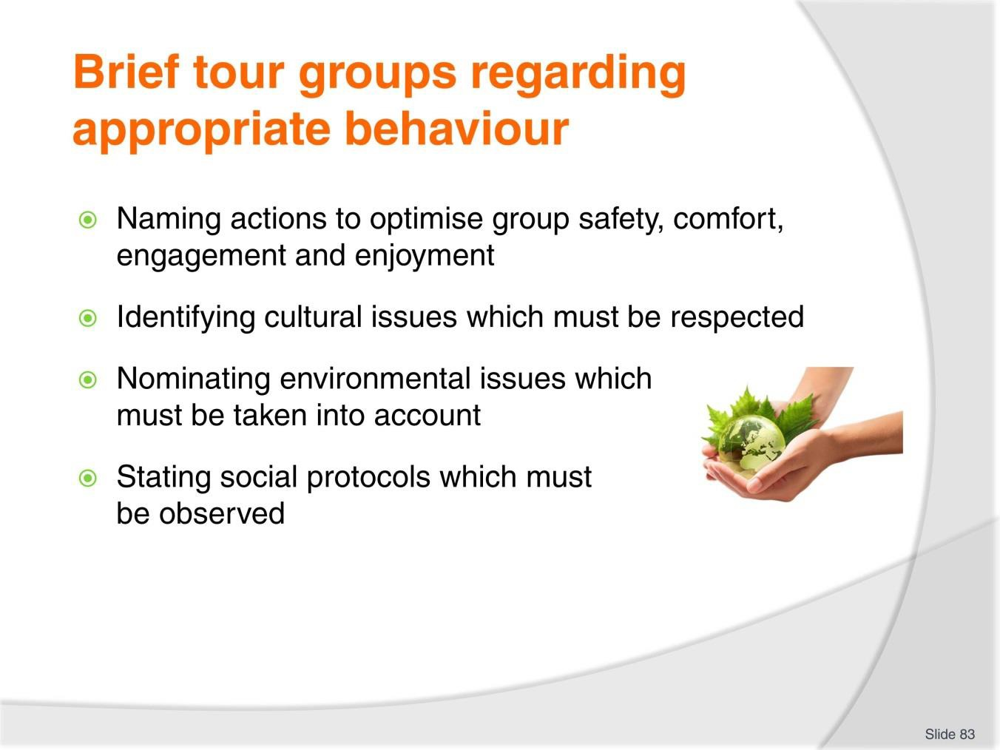 Brief tour groups regarding
appropriate behaviour
Naming actions to optimise group safety, comfort,
engagement and enjoyment
Identifying cultural issues which must be respected
Nominating environmental issues which
must be taken into account
Stating social protocols which must
be observed
Slide 83